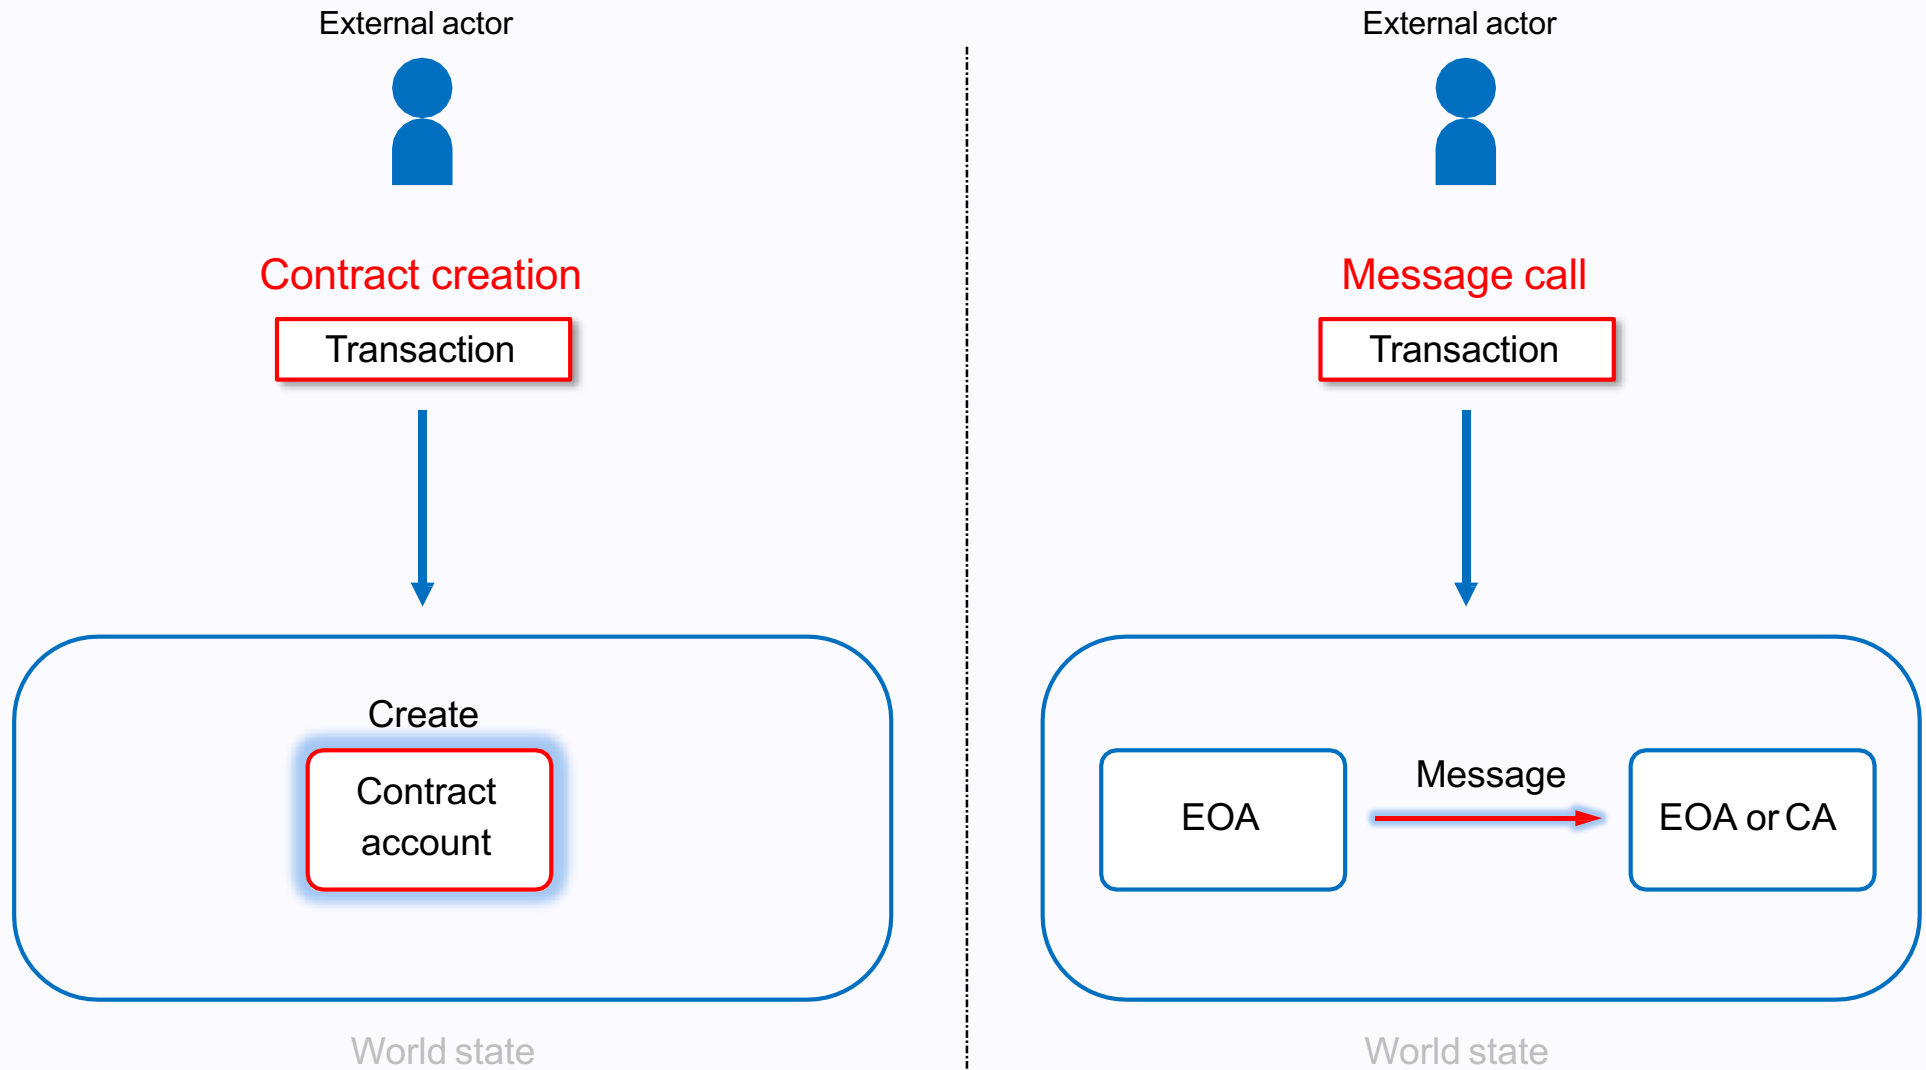 External actor
Contract creation
Transaction
Create
Contract
account
World state
External actor
Message call
Transaction
EOA
Message
EOA or CA
World state